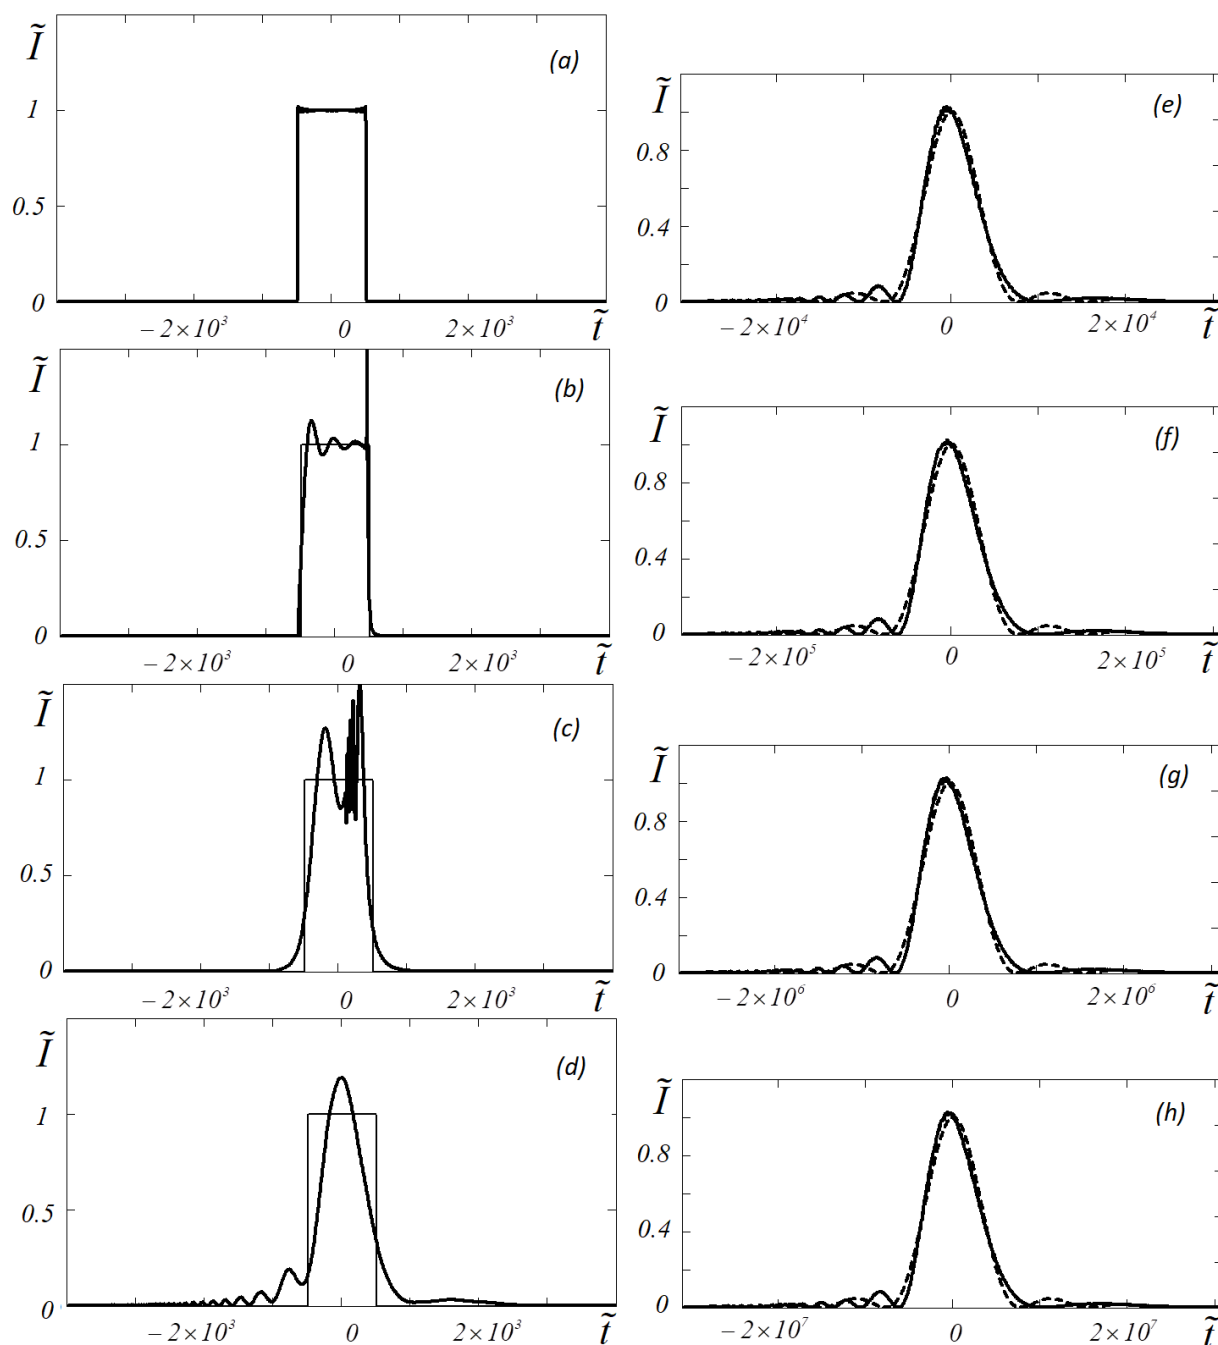 Ĩ
(a)
1
0.5
0
− 2×10³ 0 2×10³ t̃
Ĩ
(b)
1
0.5
0
− 2×10³ 0 2×10³ t̃
Ĩ
(c)
1
0.5
0
− 2×10³ 0 2×10³ t̃
Ĩ
(d)
1
0.5
0
− 2×10³ 0 2×10³ t̃
Ĩ
(e)
0.8
0.4
0
− 2×10⁴ 0 2×10⁴ t̃
Ĩ
(f)
0.8
0.4
0
− 2×10⁵ 0 2×10⁵ t̃
Ĩ
(g)
0.8
0.4
0
− 2×10⁶ 0 2×10⁶ t̃
Ĩ
(h)
0.8
0.4
0
− 2×10⁷ 0 2×10⁷ t̃